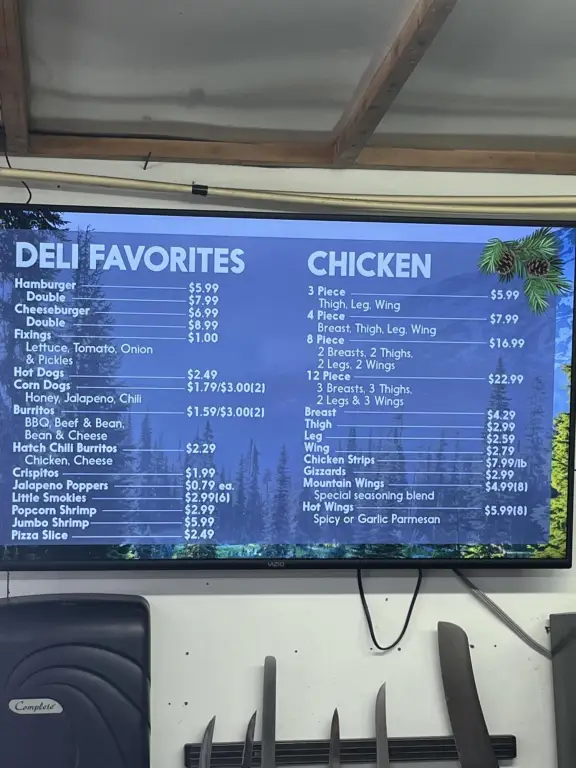 DELI FAVORITES
Hamburger $5.99
Double $7.99
Cheeseburger $6.99
Double $8.99
Fixings $1.00
Lettuce, Tomato, Onion
& Pickles
Hot Dogs $2.49
Corn Dogs $1.79/$3.00(2)
Honey, Jalapeno, Chili
Burritos $1.59/$3.00(2)
BBQ, Beef & Bean,
Bean & Cheese
Hatch Chili Burritos $2.29
Chicken, Cheese
Crispitos $1.99
Jalapeno Poppers $0.79 ea.
Little Smokies $2.99(6)
Popcorn Shrimp $2.99
Jumbo Shrimp $5.99
Pizza Slice $2.49
CHICKEN
3 Piece $5.99
Thigh, Leg, Wing
4 Piece $7.99
Breast, Thigh, Leg, Wing
8 Piece $16.99
2 Breasts, 2 Thighs,
2 Legs, 2 Wings
12 Piece $22.99
3 Breasts, 3 Thighs,
2 Legs & 3 Wings
Breast $4.29
Thigh $2.99
Leg $2.59
Wing $2.79
Chicken Strips $7.99/lb
Gizzards $2.99
Mountain Wings $4.99(8)
Special seasoning blend
Hot Wings $5.99(8)
Spicy or Garlic Parmesan
VIZIO
Complete